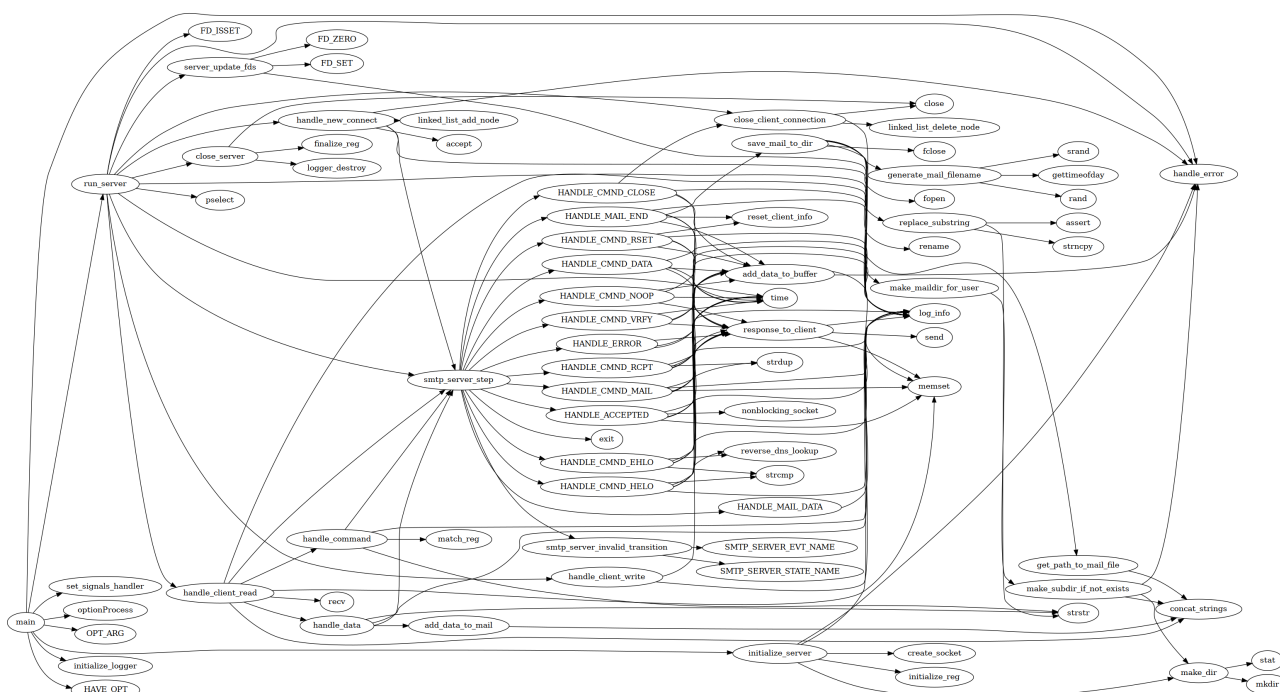 FD_ISSET
FD_ZERO
server_update_fds
FD_SET
close
handle_new_connect
linked_list_add_node
close_client_connection
linked_list_delete_node
finalize_reg
accept
save_mail_to_dir
fclose
srand
close_server
logger_destroy
generate_mail_filename
gettimeofday
handle_error
run_server
pselect
HANDLE_CMND_CLOSE
fopen
rand
HANDLE_MAIL_END
reset_client_info
replace_substring
assert
HANDLE_CMND_RSET
rename
strncpy
HANDLE_CMND_DATA
add_data_to_buffer
make_maildir_for_user
HANDLE_CMND_NOOP
time
HANDLE_CMND_VRFY
log_info
response_to_client
HANDLE_ERROR
send
HANDLE_CMND_RCPT
strdup
smtp_server_step
HANDLE_CMND_MAIL
memset
HANDLE_ACCEPTED
nonblocking_socket
exit
reverse_dns_lookup
HANDLE_CMND_EHLO
strcmp
HANDLE_CMND_HELO
HANDLE_MAIL_DATA
handle_command
match_reg
smtp_server_invalid_transition
SMTP_SERVER_EVT_NAME
get_path_to_mail_file
SMTP_SERVER_STATE_NAME
handle_client_write
set_signals_handler
handle_client_read
make_subdir_if_not_exists
recv
optionProcess
concat_strings
strstr
main
OPT_ARG
handle_data
add_data_to_mail
initialize_server
create_socket
initialize_logger
stat
make_dir
initialize_reg
mkdir
HAVE_OPT